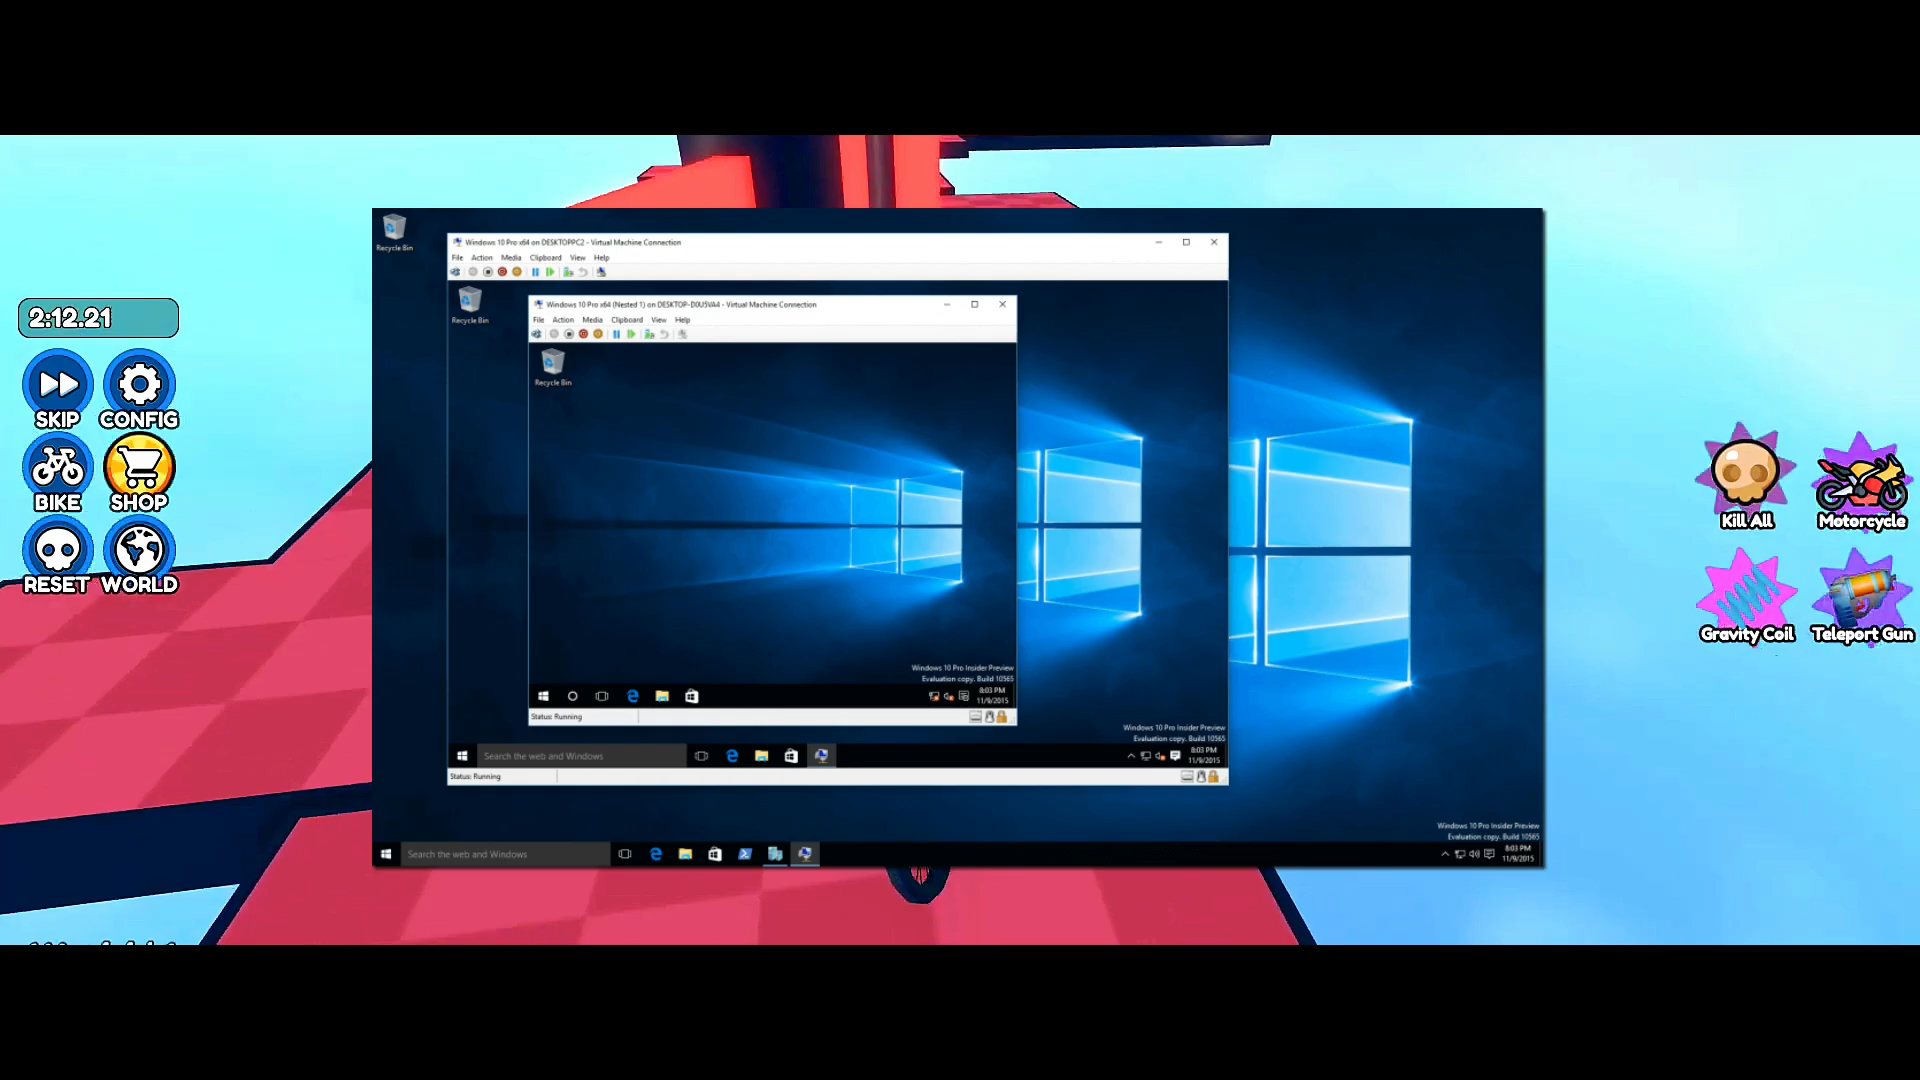 Recycle Bin
Windows 10 Pro x64 on DESKTOPPC2 - Virtual Machine Connection
File Action Media Clipboard View Help
Recycle Bin
Windows 10 Pro x64 (Nested 1) on DESKTOP-D0U5VA4 - Virtual Machine Connection
File Action Media Clipboard View Help
Recycle Bin
Windows 10 Pro Insider Preview
Evaluation copy. Build 10565
8:03 PM
11/9/2015
Status: Running
Windows 10 Pro Insider Preview
Evaluation copy. Build 10565
Search the web and Windows
8:03 PM
11/9/2015
Status: Running
Windows 10 Pro Insider Preview
Evaluation copy. Build 10565
Search the web and Windows
8:03 PM
11/9/2015
2:12.21
SKIP CONFIG
BIKE SHOP
RESET WORLD
Kill All Motorcycle
Gravity Coil Teleport Gun